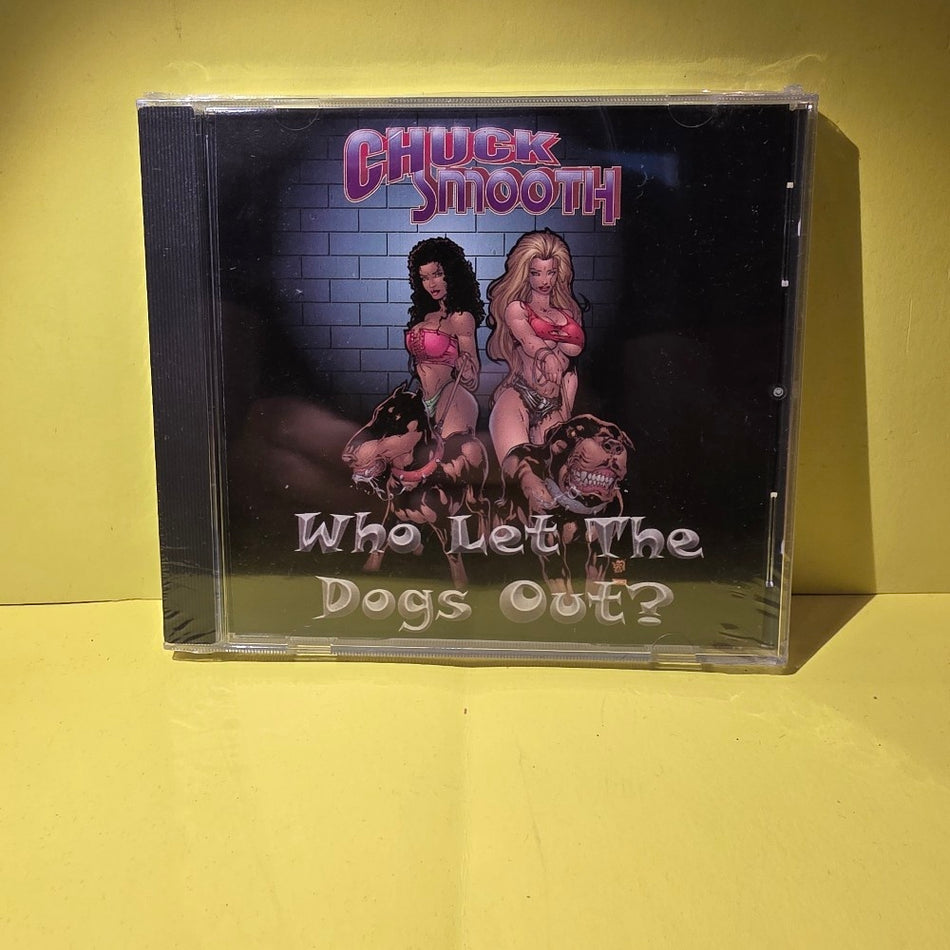 CHUCK
SMOOTH
Who Let The
Dogs Out?